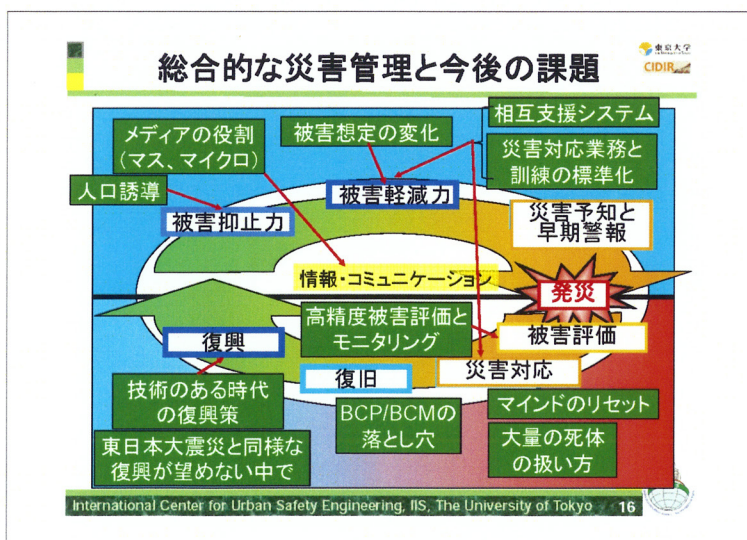 総合的な災害管理と今後の課題
東京大学
CIDIR
メディアの役割
(マス、マイクロ)
被害想定の変化
相互支援システム
災害対応業務と
訓練の標準化
人口誘導
被害抑止力
被害軽減力
災害予知と
早期警報
情報・コミュニケーション
発災
高精度被害評価と
モニタリング
被害評価
復興
復旧
災害対応
技術のある時代
の復興策
BCP/BCMの
落とし穴
マインドのリセット
東日本大震災と同様な
復興が望めない中で
大量の死体
の扱い方
International Center for Urban Safety Engineering, IIS, The University of Tokyo 16